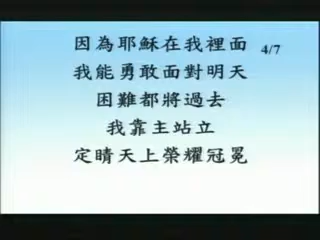 因為耶穌在我裡面
4/7
我能勇敢面對明天
困難都將過去
我靠主站立
定睛天上榮耀冠冕